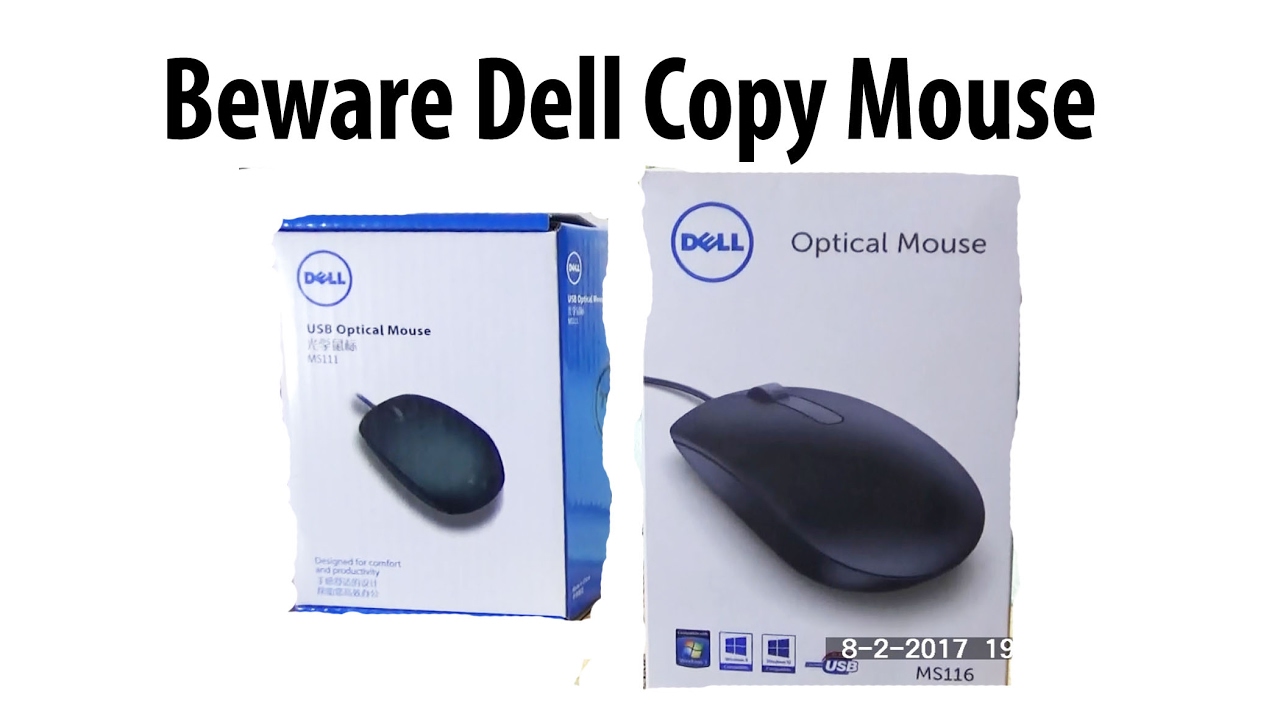 Beware Dell Copy Mouse
DELL
USB Optical Mouse
光学鼠标
MS111
Designed for comfort
and productivity
DELL
USB Optical Mouse
MS111
DELL
Optical Mouse
8-2-2017 19
USB
MS116